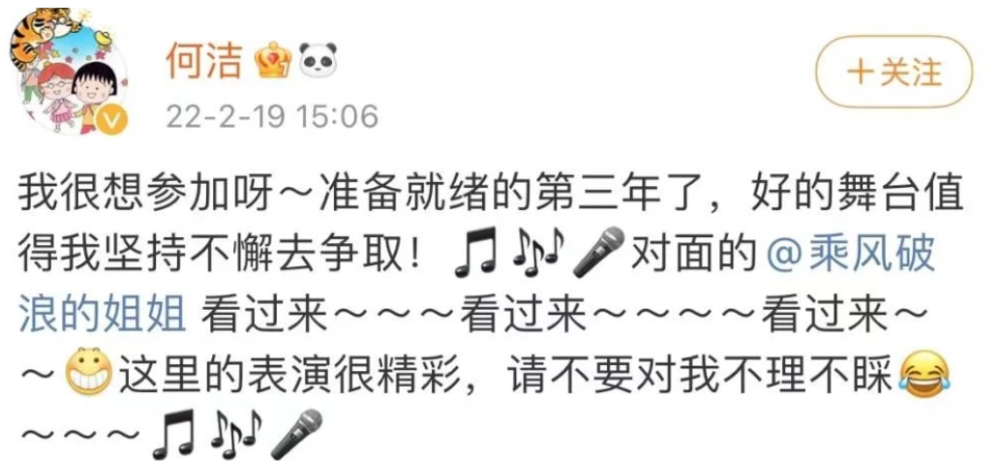 何洁
22-2-19 15:06
+关注
我很想参加呀～准备就绪的第三年了，好的舞台值
得我坚持不懈去争取！🎵🎶🎤对面的@乘风破
浪的姐姐 看过来～～～看过来～～～～看过来～
～😁这里的表演很精彩，请不要对我不理不睬😂
～～～🎵🎶🎤